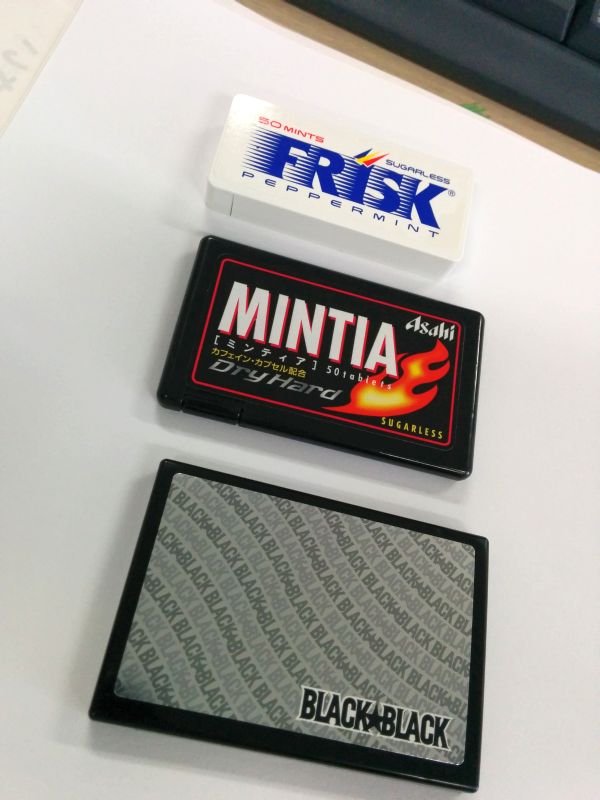 50 MINTS
SUGARLESS
FRISK®
PEPPERMINT
MINTIA
Asahi
[ミンティア] 50tablets
カフェイン・カプセル配合
Dry Hard
SUGARLESS
BLACK★BLACK